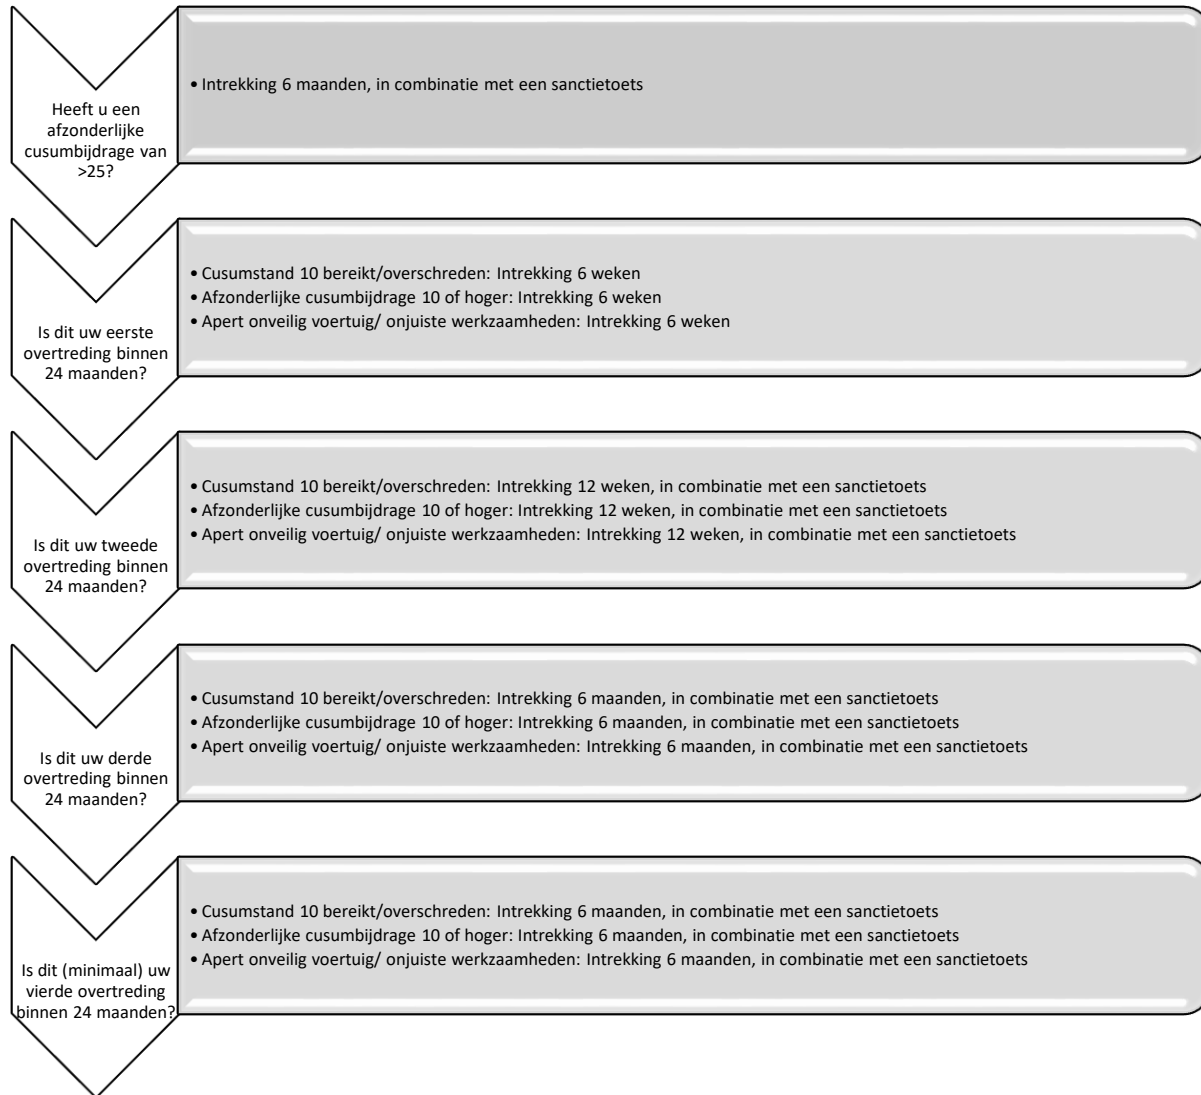 Heeft u een
afzonderlijke
cusumbijdrage van
>25?
• Intrekking 6 maanden, in combinatie met een sanctietoets
Is dit uw eerste
overtreding binnen
24 maanden?
• Cusumstand 10 bereikt/overschreden: Intrekking 6 weken
• Afzonderlijke cusumbijdrage 10 of hoger: Intrekking 6 weken
• Apert onveilig voertuig/ onjuiste werkzaamheden: Intrekking 6 weken
Is dit uw tweede
overtreding binnen
24 maanden?
• Cusumstand 10 bereikt/overschreden: Intrekking 12 weken, in combinatie met een sanctietoets
• Afzonderlijke cusumbijdrage 10 of hoger: Intrekking 12 weken, in combinatie met een sanctietoets
• Apert onveilig voertuig/ onjuiste werkzaamheden: Intrekking 12 weken, in combinatie met een sanctietoets
Is dit uw derde
overtreding binnen
24 maanden?
• Cusumstand 10 bereikt/overschreden: Intrekking 6 maanden, in combinatie met een sanctietoets
• Afzonderlijke cusumbijdrage 10 of hoger: Intrekking 6 maanden, in combinatie met een sanctietoets
• Apert onveilig voertuig/ onjuiste werkzaamheden: Intrekking 6 maanden, in combinatie met een sanctietoets
Is dit (minimaal) uw
vierde overtreding
binnen 24 maanden?
• Cusumstand 10 bereikt/overschreden: Intrekking 6 maanden, in combinatie met een sanctietoets
• Afzonderlijke cusumbijdrage 10 of hoger: Intrekking 6 maanden, in combinatie met een sanctietoets
• Apert onveilig voertuig/ onjuiste werkzaamheden: Intrekking 6 maanden, in combinatie met een sanctietoets